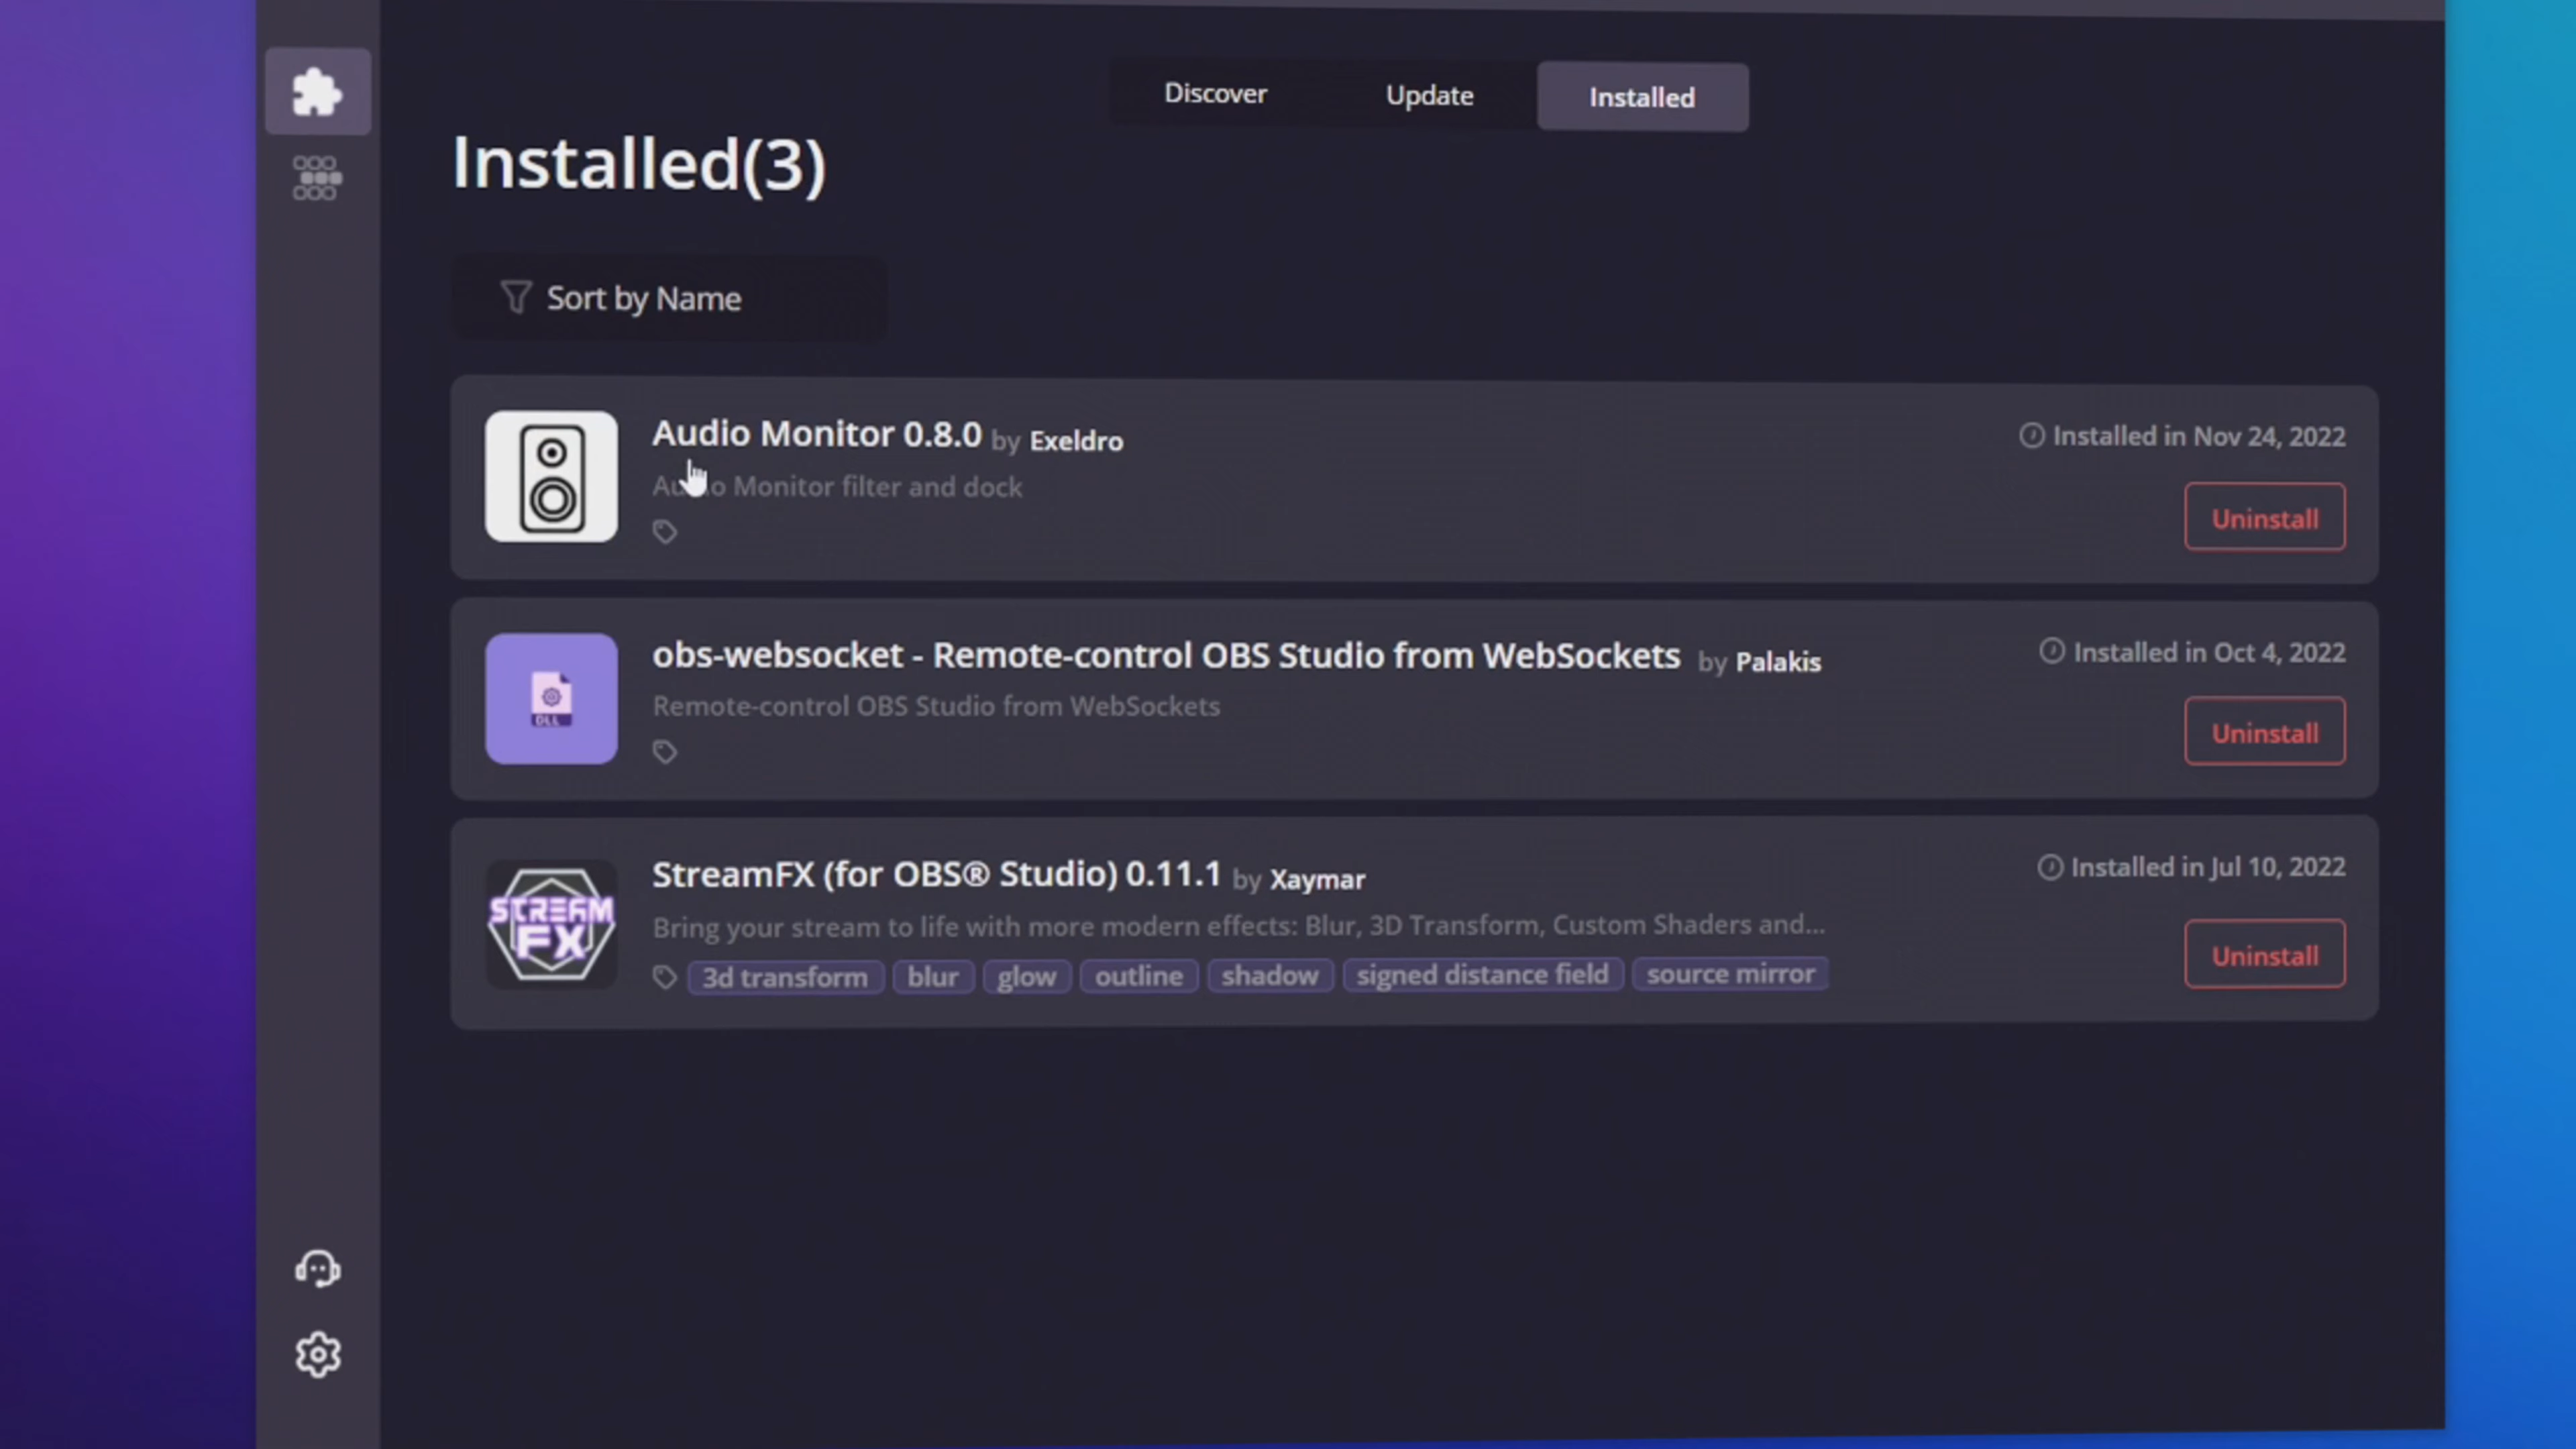 Discover Update Installed
Installed(3)
Sort by Name
Audio Monitor 0.8.0 by Exeldro
Installed in Nov 24, 2022
Audio Monitor filter and dock
Uninstall
obs-websocket - Remote-control OBS Studio from WebSockets by Palakis
Installed in Oct 4, 2022
Remote-control OBS Studio from WebSockets
Uninstall
DLL
StreamFX (for OBS® Studio) 0.11.1 by Xaymar
Installed in Jul 10, 2022
STREAM
FX
Bring your stream to life with more modern effects: Blur, 3D Transform, Custom Shaders and...
Uninstall
3d transform blur glow outline shadow signed distance field source mirror